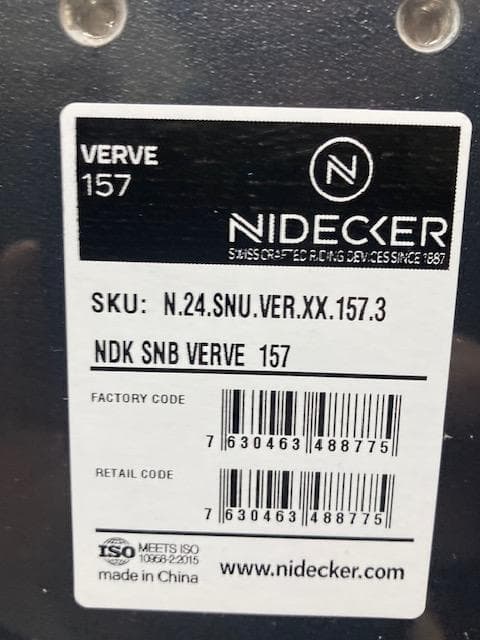 VERVE
157
N
NIDECKER
SWISS CRAFTED RIDING DEVICES SINCE 1887
SKU: N.24.SNU.VER.XX.157.3
NDK SNB VERVE 157
FACTORY CODE
7 630463 488775
RETAIL CODE
7 630463 488775
ISO MEETS ISO
10958-2:2015
made in China www.nidecker.com